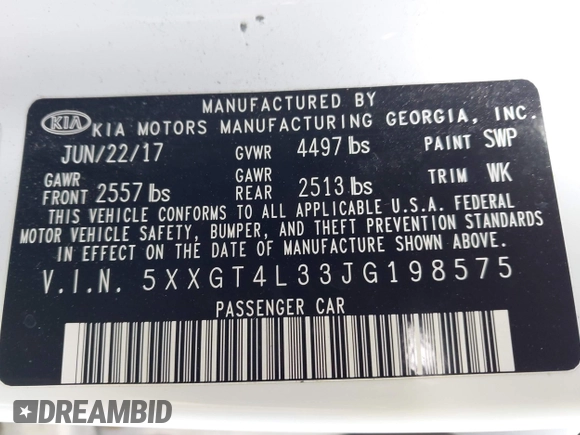 MANUFACTURED BY
KIA KIA MOTORS MANUFACTURING GEORGIA, INC.
JUN/22/17 GVWR 4497 lbs PAINT SWP
GAWR FRONT 2557 lbs GAWR REAR 2513 lbs TRIM WK
THIS VEHICLE CONFORMS TO ALL APPLICABLE U.S.A. FEDERAL
MOTOR VEHICLE SAFETY, BUMPER, AND THEFT PREVENTION STANDARDS
IN EFFECT ON THE DATE OF MANUFACTURE SHOWN ABOVE.
V.I.N. 5XXGT4L33JG198575
PASSENGER CAR
DREAMBID